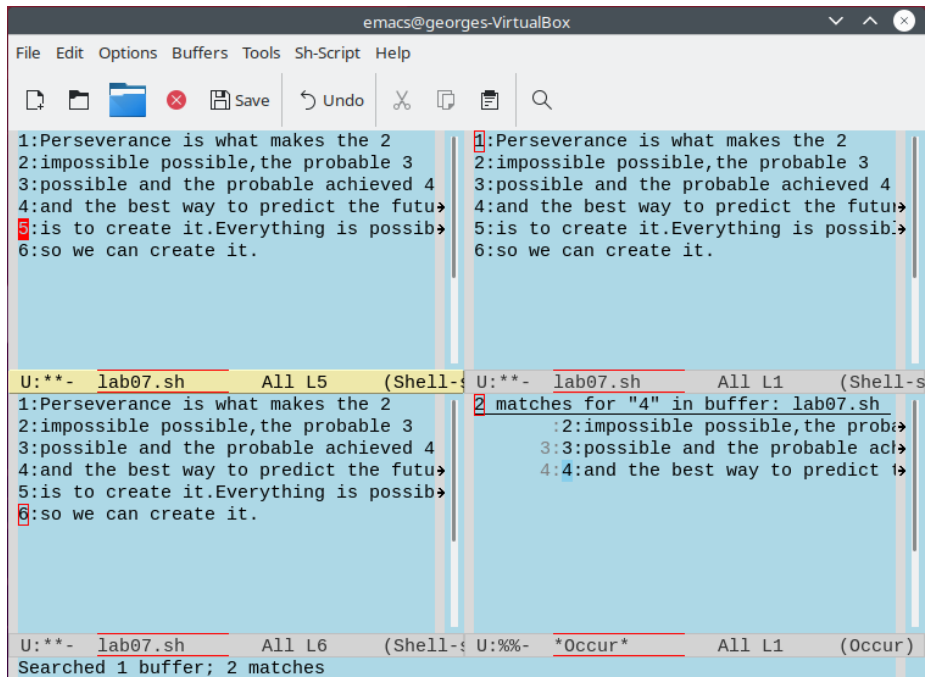 emacs@georges-VirtualBox
File Edit Options Buffers Tools Sh-Script Help
Save Undo
1:Perseverance is what makes the 2
2:impossible possible,the probable 3
3:possible and the probable achieved 4
4:and the best way to predict the futu
5:is to create it.Everything is possib
6:so we can create it.
U:**- lab07.sh All L5 (Shell-s
1:Perseverance is what makes the 2
2:impossible possible,the probable 3
3:possible and the probable achieved 4
4:and the best way to predict the futur
5:is to create it.Everything is possibl
6:so we can create it.
U:**- lab07.sh All L1 (Shell-s
1:Perseverance is what makes the 2
2:impossible possible,the probable 3
3:possible and the probable achieved 4
4:and the best way to predict the futu
5:is to create it.Everything is possib
6:so we can create it.
U:**- lab07.sh All L6 (Shell-s
2 matches for "4" in buffer: lab07.sh
:2:impossible possible,the proba
3:3:possible and the probable ach
4:4:and the best way to predict t
U:%%- *Occur* All L1 (Occur)
Searched 1 buffer; 2 matches